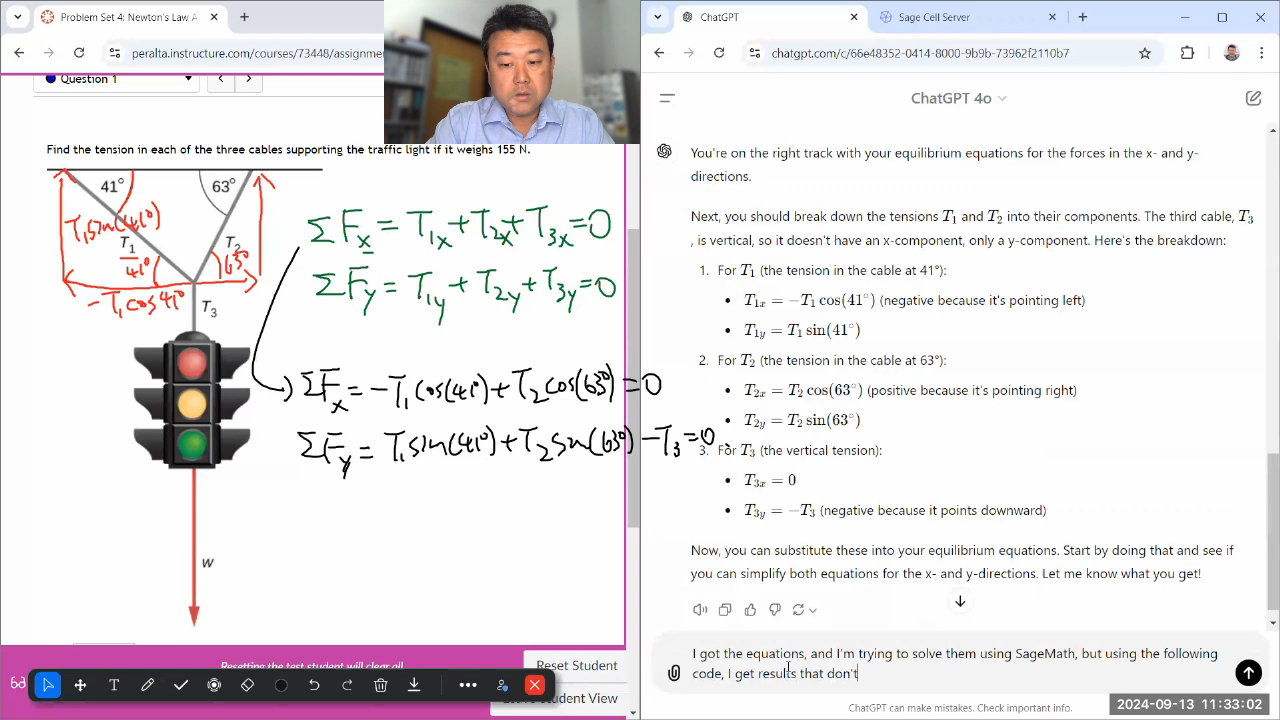 Problem Set 4: Newton's Law A
peralta.instructure.com/courses/73448/assignme
Question 1
Find the tension in each of the three cables supporting the traffic light if it weighs 155 N.
41°
63°
T₁sin(41°)
T₁
T₂
41°
63°
-T₁cos41°
T₃
w
ΣFx = T₁x + T₂x + T₃x = 0
ΣFy = T₁y + T₂y + T₃y = 0
ΣFx = -T₁cos(41°) + T₂cos(63°) = 0
ΣFy = T₁sin(41°) + T₂sin(63°) - T₃ = 0
Resetting the test student will clear all
Reset Student
Leave Student View
ChatGPT
Sage Cell Server
ChatGPT 4o
You're on the right track with your equilibrium equations for the forces in the x- and y-
directions.
Next, you should break down the tensions T₁ and T₂ into their components. The third cable, T₃
, is vertical, so it doesn't have an x-component, only a y-component. Here's the breakdown:
1. For T₁ (the tension in the cable at 41°):
• T₁x = −T₁ cos(41°) (negative because it's pointing left)
• T₁y = T₁ sin(41°)
2. For T₂ (the tension in the cable at 63°):
• T₂x = T₂ cos(63°) (positive because it's pointing right)
• T₂y = T₂ sin(63°)
3. For T₃ (the vertical tension):
• T₃x = 0
• T₃y = −T₃ (negative because it points downward)
Now, you can substitute these into your equilibrium equations. Start by doing that and see if
you can simplify both equations for the x- and y-directions. Let me know what you get!
I got the equations, and I'm trying to solve them using SageMath, but using the following
code, I get results that don't
ChatGPT can make mistakes. Check important info.
2024-09-13 11:33:02